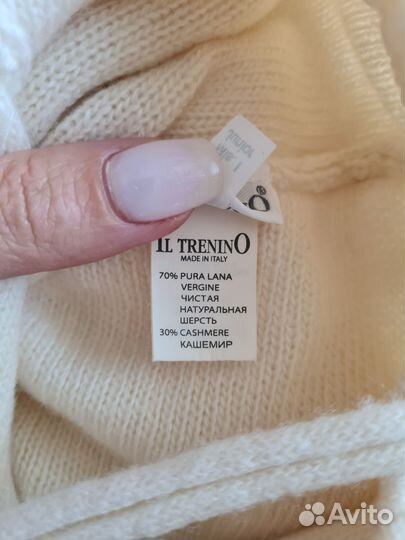 IL TRENINO
MADE IN ITALY
70% PURA LANA
VERGINE
ЧИСТАЯ
НАТУРАЛЬНАЯ
ШЕРСТЬ
30% CASHMERE
КАШЕМИР
Avito